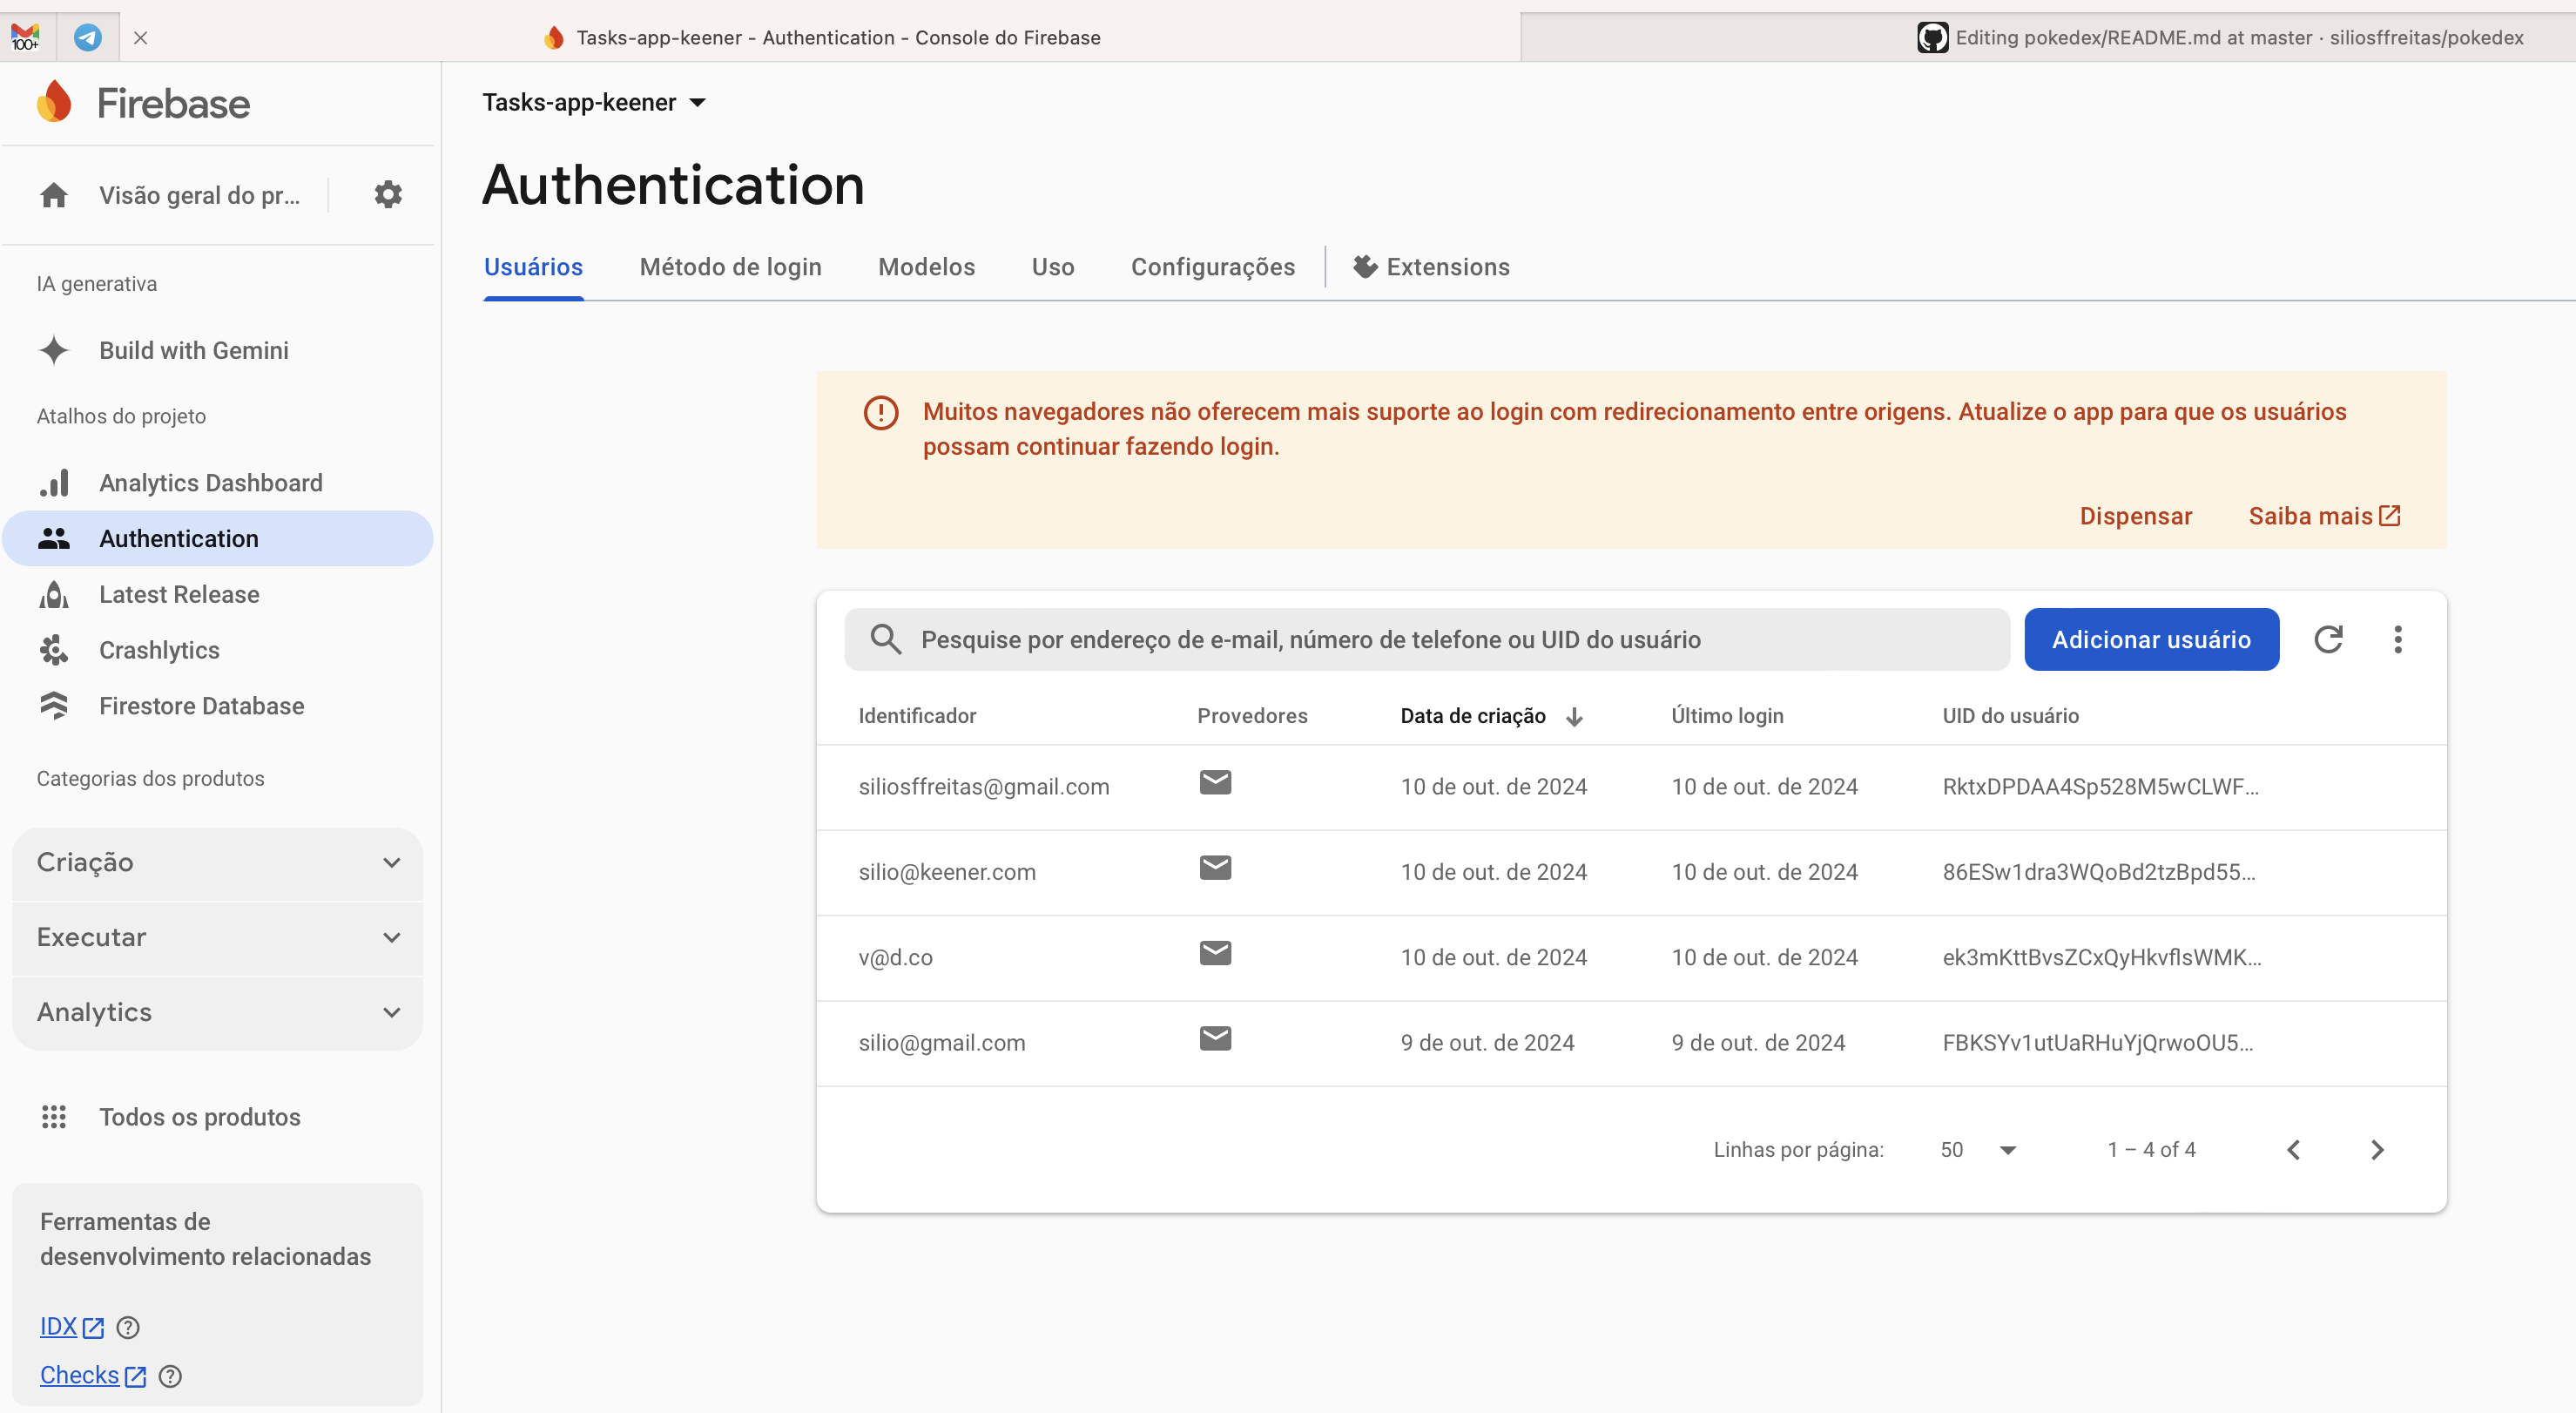 100+
Tasks-app-keener - Authentication - Console do Firebase
Editing pokedex/README.md at master · siliosffreitas/pokedex
Firebase
Visão geral do pr...
IA generativa
Build with Gemini
Atalhos do projeto
Analytics Dashboard
Authentication
Latest Release
Crashlytics
Firestore Database
Categorias dos produtos
Criação
Executar
Analytics
Todos os produtos
Ferramentas de
desenvolvimento relacionadas
IDX
Checks
Tasks-app-keener
Authentication
Usuários Método de login Modelos Uso Configurações Extensions
Muitos navegadores não oferecem mais suporte ao login com redirecionamento entre origens. Atualize o app para que os usuários
possam continuar fazendo login.
Dispensar Saiba mais
Pesquise por endereço de e-mail, número de telefone ou UID do usuário Adicionar usuário
Identificador Provedores Data de criação Último login UID do usuário
siliosffreitas@gmail.com 10 de out. de 2024 10 de out. de 2024 RktxDPDAA4Sp528M5wCLWF...
silio@keener.com 10 de out. de 2024 10 de out. de 2024 86ESw1dra3WQoBd2tzBpd55...
v@d.co 10 de out. de 2024 10 de out. de 2024 ek3mKttBvsZCxQyHkvflsWMK...
silio@gmail.com 9 de out. de 2024 9 de out. de 2024 FBKSYv1utUaRHuYjQrwoOU5...
Linhas por página: 50 1 – 4 of 4